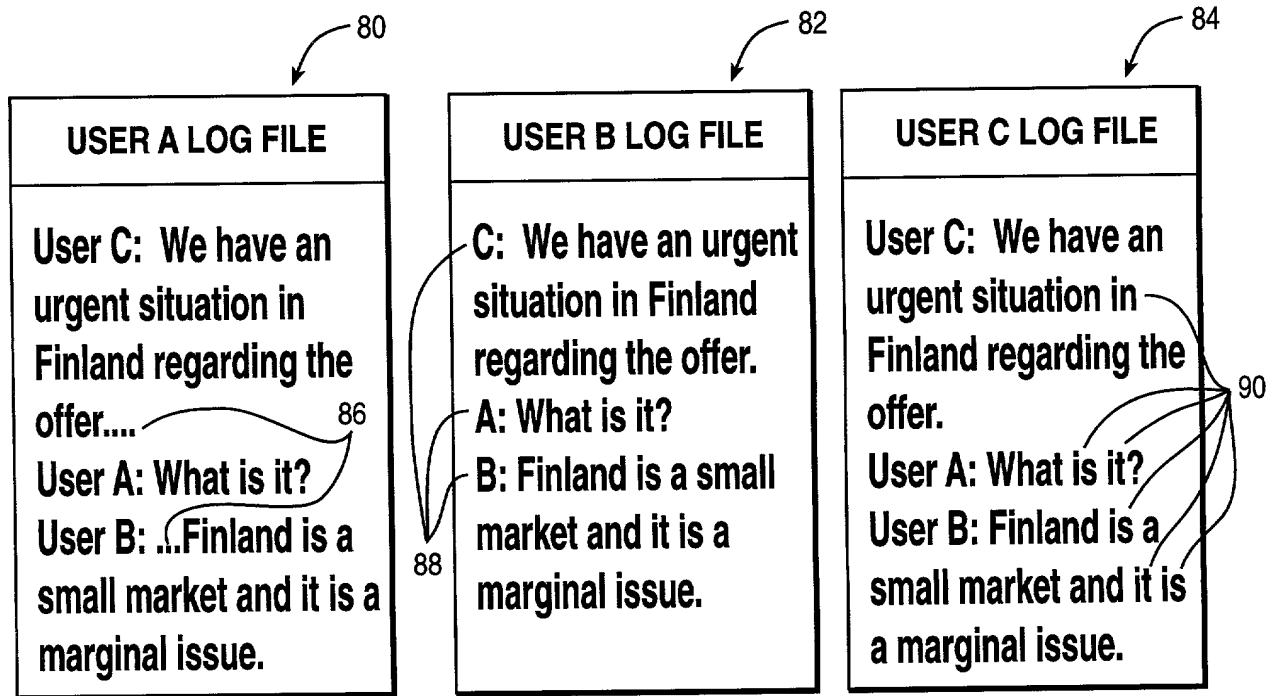 80
82
84
USER A LOG FILE
User C: We have an
urgent situation in
Finland regarding the
offer....
86
User A: What is it?
User B: ...Finland is a
small market and it is a
marginal issue.
USER B LOG FILE
C: We have an urgent
situation in Finland
regarding the offer.
A: What is it?
B: Finland is a small
market and it is a
marginal issue.
88
USER C LOG FILE
User C: We have an
urgent situation in
Finland regarding the
offer.
90
User A: What is it?
User B: Finland is a
small market and it is
a marginal issue.